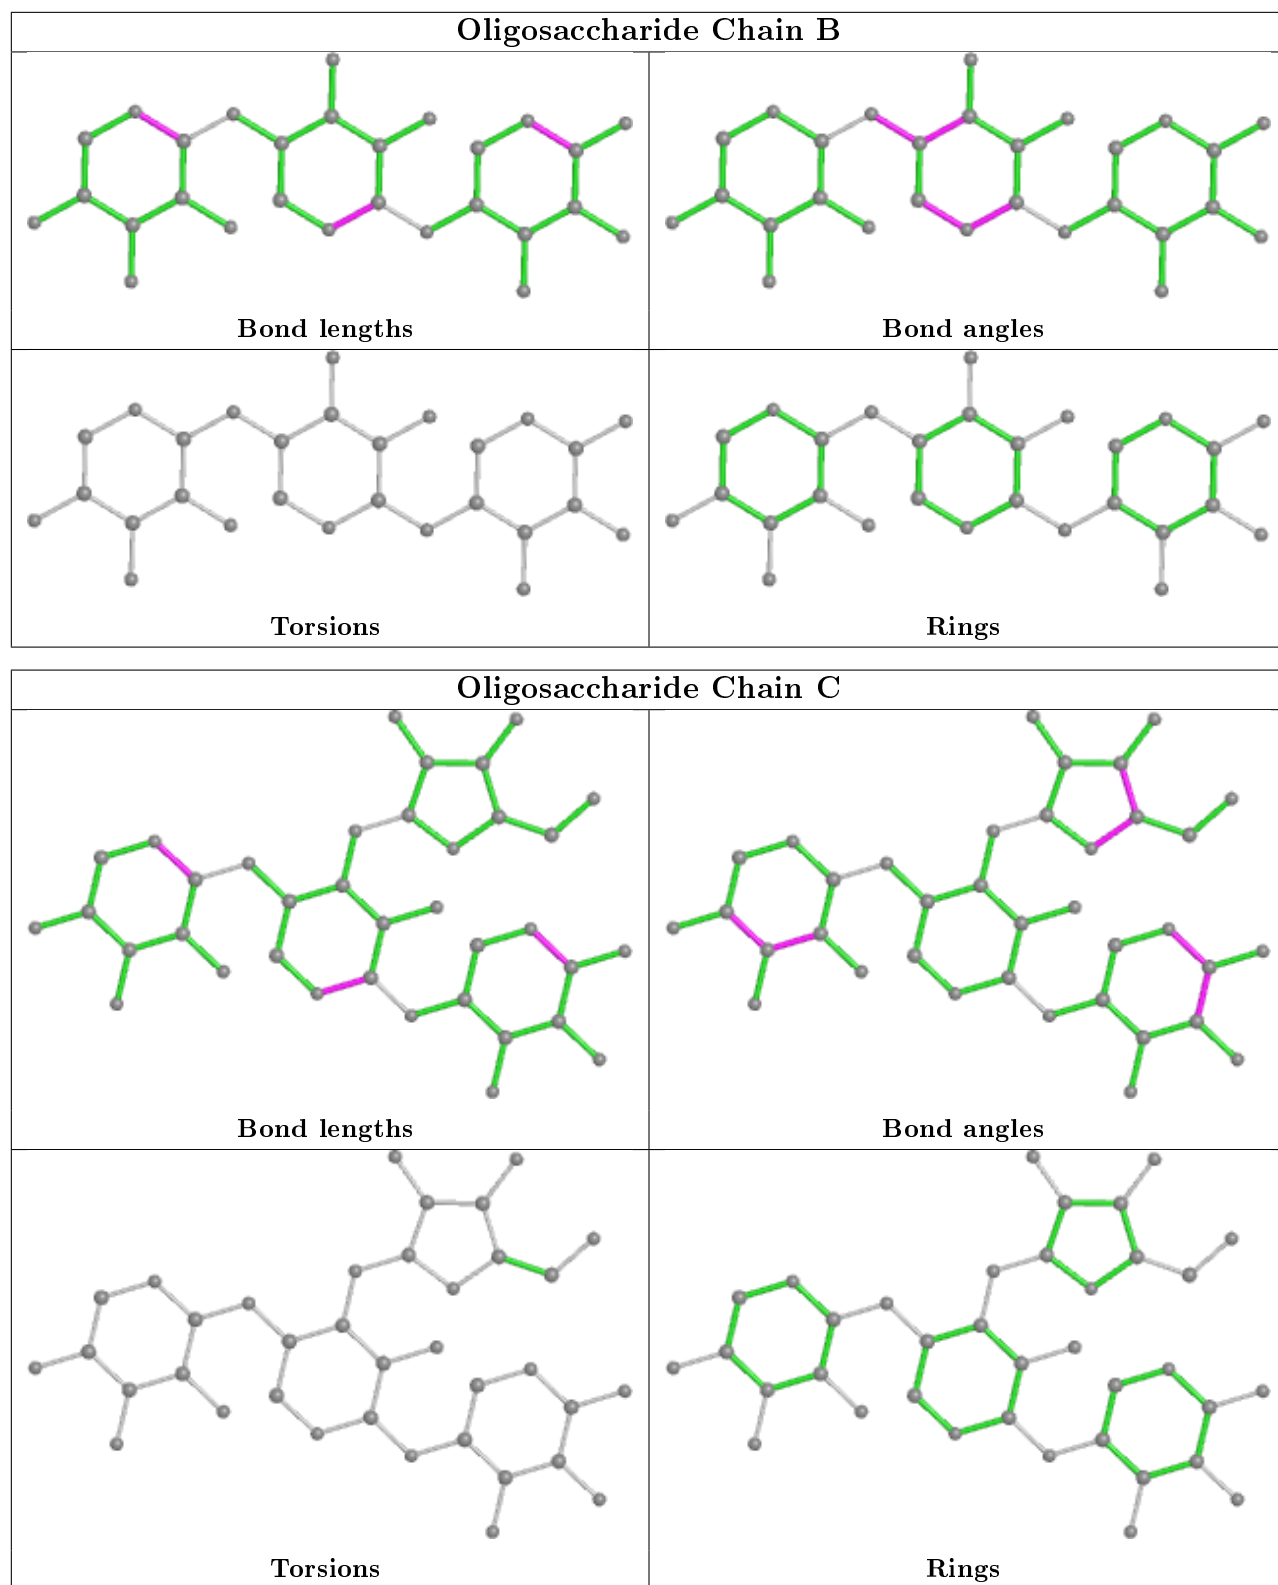 Oligosaccharide Chain B
Bond lengths
Bond angles
Torsions
Rings
Oligosaccharide Chain C
Bond lengths
Bond angles
Torsions
Rings